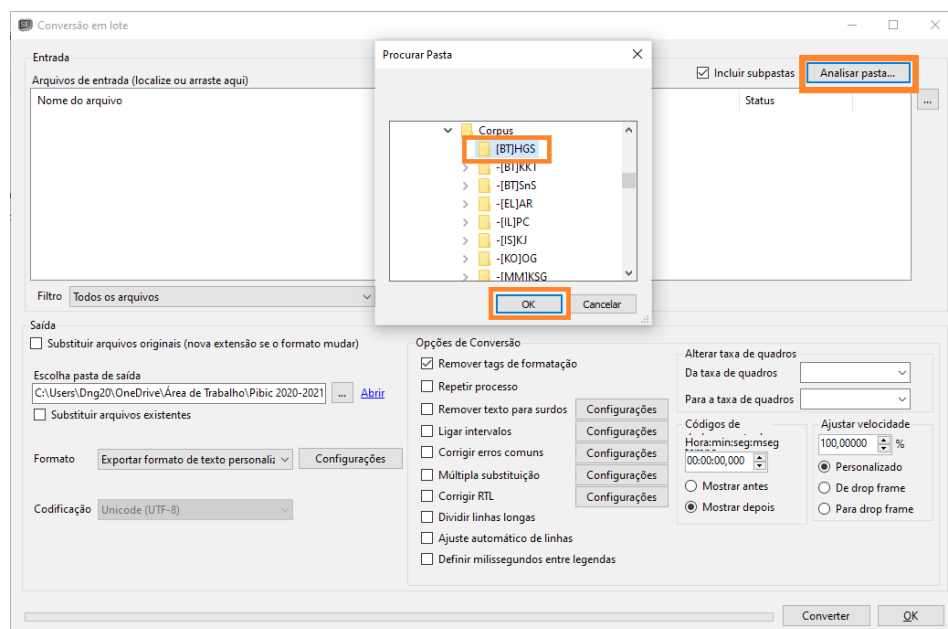 SE Conversão em lote
Entrada
Arquivos de entrada (localize ou arraste aqui)
Incluir subpastas
Analisar pasta...
Nome do arquivo
Status
...
Procurar Pasta
Corpus
[BT]HGS
-[BT]KKT
-[BT]SnS
-[EL]AR
-[IL]PC
-[IS]KJ
-[KO]OG
-[MM]KSG
OK
Cancelar
Filtro Todos os arquivos
Saída
Substituir arquivos originais (nova extensão se o formato mudar)
Escolha pasta de saída
C:\Users\Dng20\OneDrive\Área de Trabalho\Pibic 2020-2021 ... Abrir
Substituir arquivos existentes
Formato Exportar formato de texto personaliz Configurações
Codificação Unicode (UTF-8)
Opções de Conversão
Remover tags de formatação
Repetir processo
Remover texto para surdos Configurações
Ligar intervalos Configurações
Corrigir erros comuns Configurações
Múltipla substituição Configurações
Corrigir RTL Configurações
Dividir linhas longas
Ajuste automático de linhas
Definir milissegundos entre legendas
Alterar taxa de quadros
Da taxa de quadros
Para a taxa de quadros
Códigos de
Hora:min:seg:mseg
00:00:00,000
Mostrar antes
Mostrar depois
Ajustar velocidade
100,00000 %
Personalizado
De drop frame
Para drop frame
Converter
OK